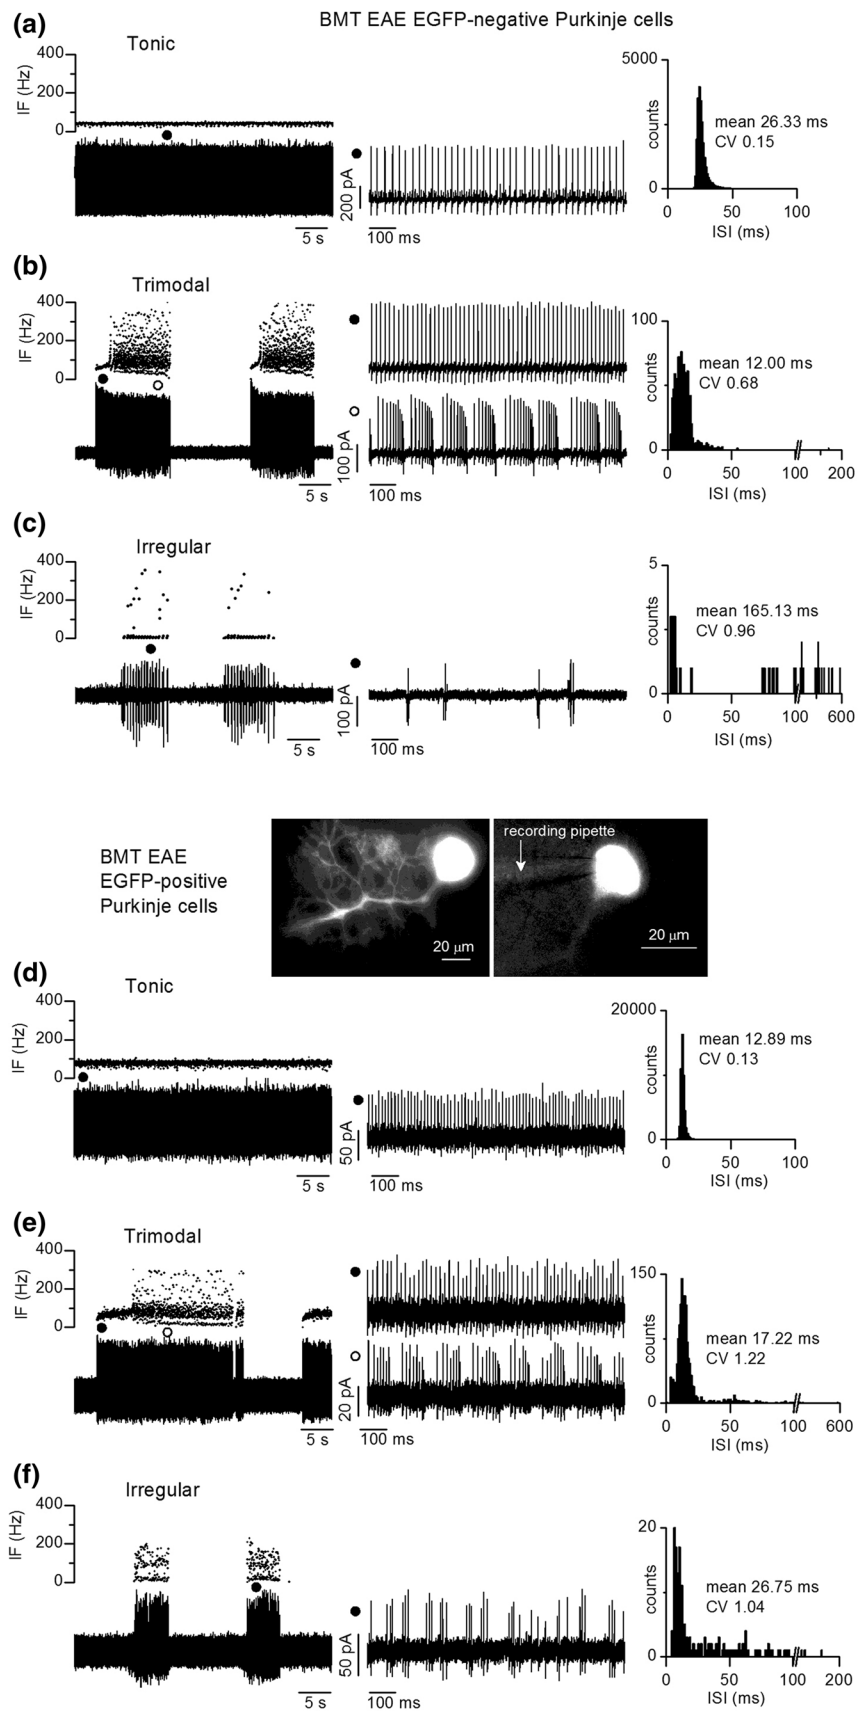 (a)
BMT EAE EGFP-negative Purkinje cells
Tonic
IF (Hz)
400
200
0
5 s
200 pA
100 ms
counts
5000
0
mean 26.33 ms
CV 0.15
0 50 100
ISI (ms)
(b)
Trimodal
IF (Hz)
400
200
0
5 s
100 pA
100 ms
counts
100
0
mean 12.00 ms
CV 0.68
0 50 100 200
ISI (ms)
(c)
Irregular
IF (Hz)
400
200
0
5 s
100 pA
100 ms
counts
5
0
mean 165.13 ms
CV 0.96
0 50 100 600
ISI (ms)
BMT EAE
EGFP-positive
Purkinje cells
20 μm
recording pipette
20 μm
(d)
Tonic
IF (Hz)
400
200
0
5 s
50 pA
100 ms
counts
20000
0
mean 12.89 ms
CV 0.13
0 50 100
ISI (ms)
(e)
Trimodal
IF (Hz)
400
200
0
5 s
20 pA
100 ms
counts
150
0
mean 17.22 ms
CV 1.22
0 50 100 600
ISI (ms)
(f)
Irregular
IF (Hz)
400
200
0
5 s
50 pA
100 ms
counts
20
0
mean 26.75 ms
CV 1.04
0 50 100 200
ISI (ms)